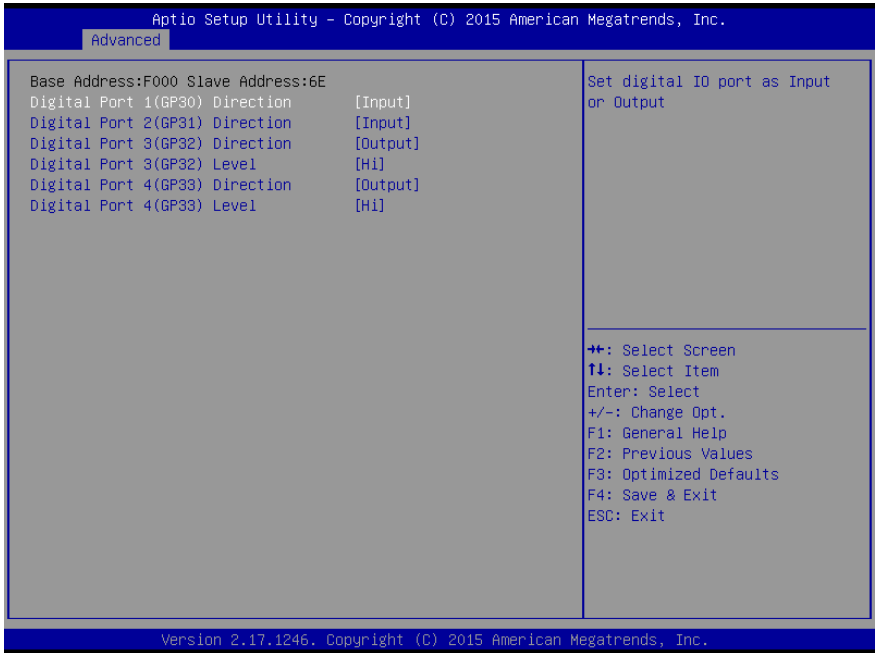 Aptio Setup Utility – Copyright (C) 2015 American Megatrends, Inc.
Advanced
Base Address:F000 Slave Address:6E
Digital Port 1(GP30) Direction [Input]
Digital Port 2(GP31) Direction [Input]
Digital Port 3(GP32) Direction [Output]
Digital Port 3(GP32) Level [Hi]
Digital Port 4(GP33) Direction [Output]
Digital Port 4(GP33) Level [Hi]
Set digital IO port as Input
or Output
→←: Select Screen
↑↓: Select Item
Enter: Select
+/-: Change Opt.
F1: General Help
F2: Previous Values
F3: Optimized Defaults
F4: Save & Exit
ESC: Exit
Version 2.17.1246. Copyright (C) 2015 American Megatrends, Inc.